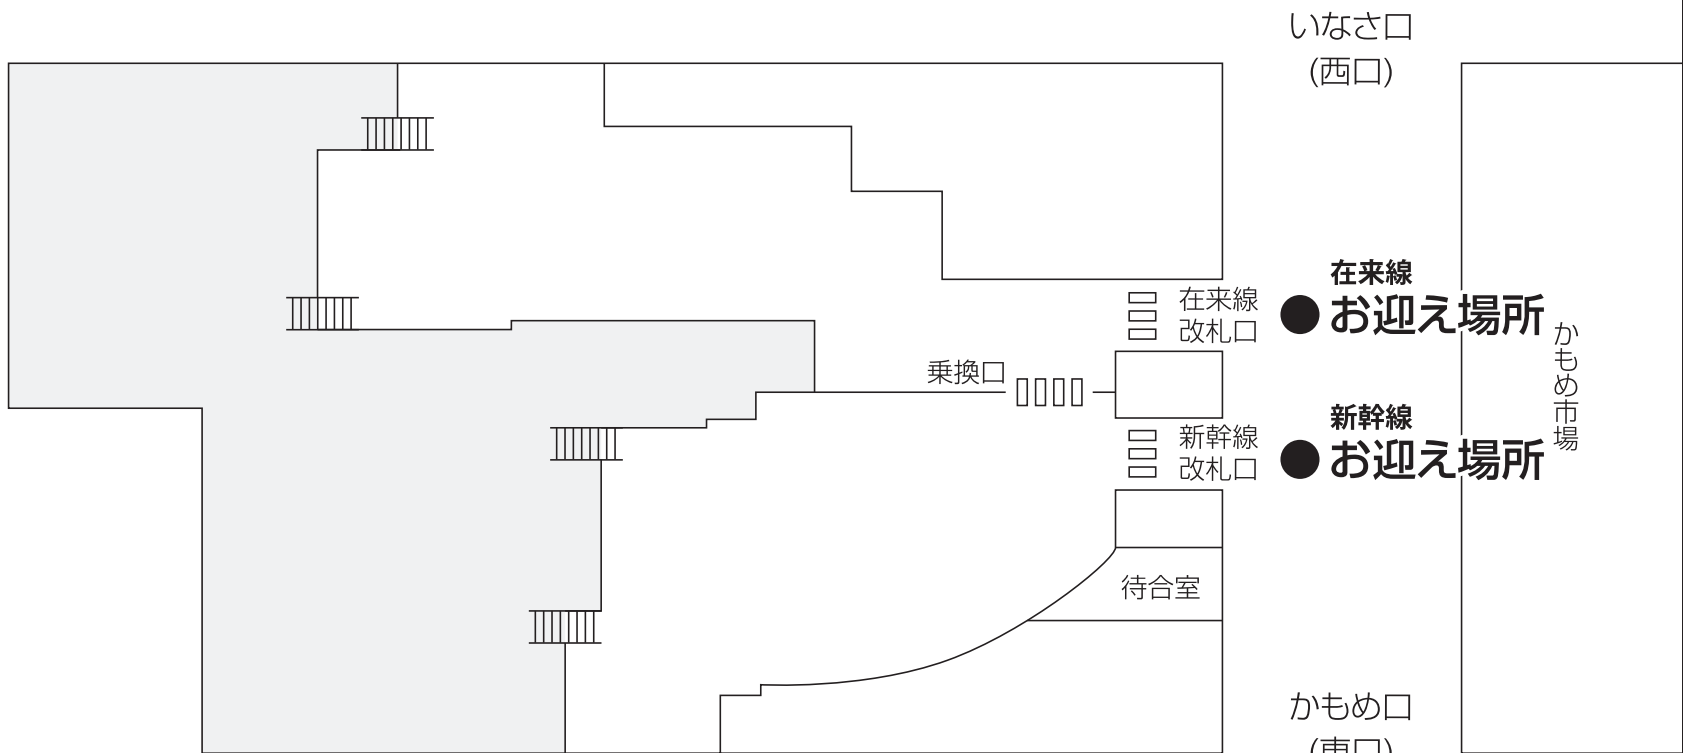 いなさ口
(西口)
在来線
●お迎え場所
在来線
改札口
かもめ市場
乗換口
新幹線
●お迎え場所
新幹線
改札口
待合室
かもめ口
(東口)